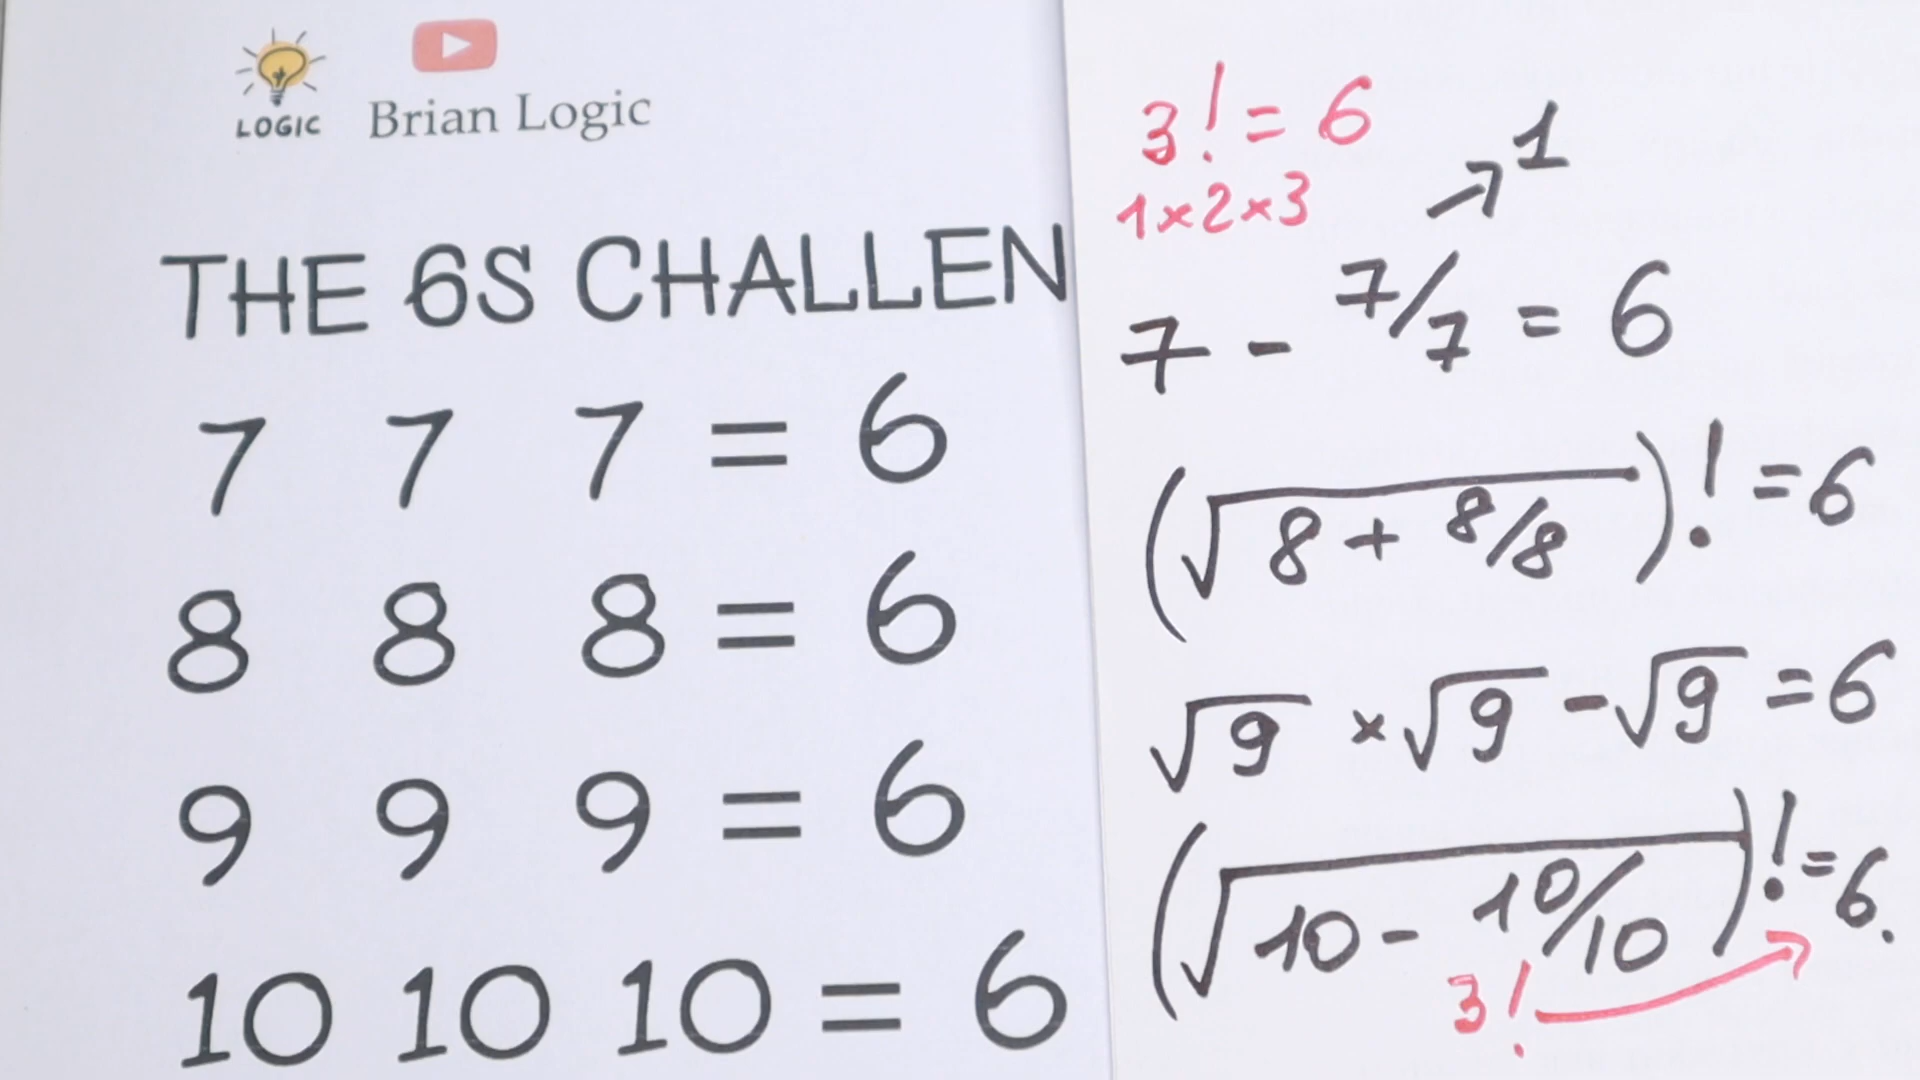 LOGIC
Brian Logic
THE 6S CHALLEN
7 7 7 = 6
8 8 8 = 6
9 9 9 = 6
10 10 10 = 6
3! = 6
1×2×3
1
7 - 7/7 = 6
(√8 + 8/8)! = 6
√9 × √9 - √9 = 6
(√10 - 10/10)! = 6.
3!